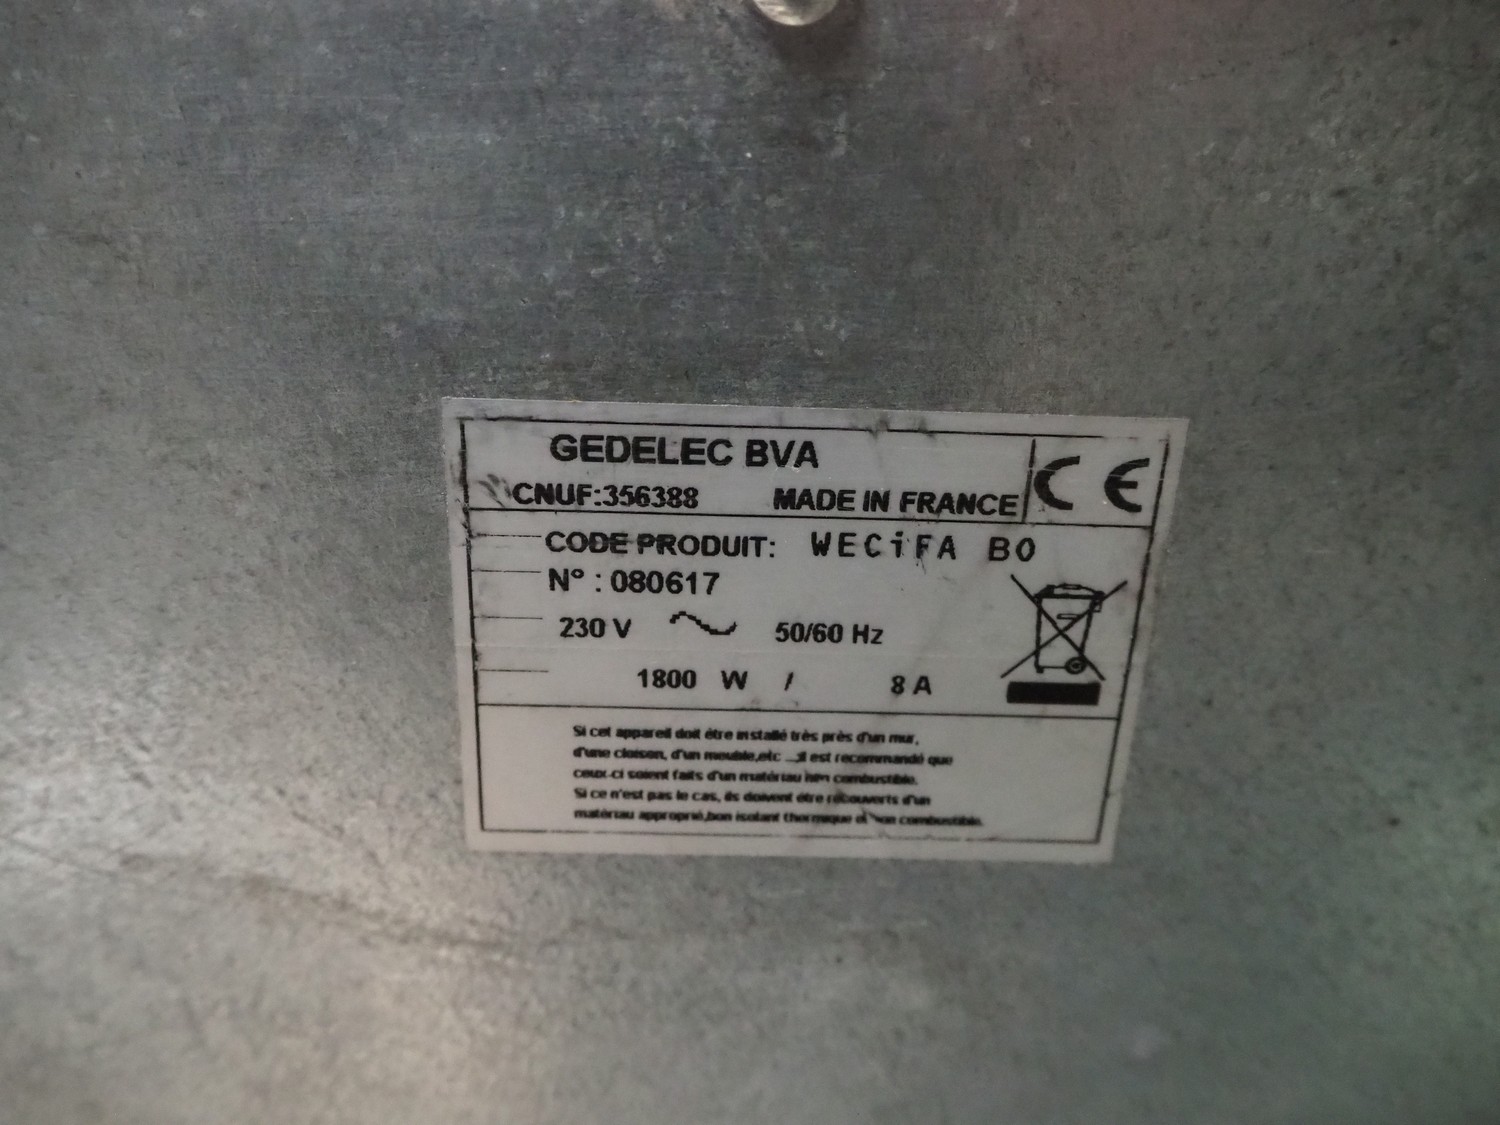 GEDELEC BVA
CNUF:356388 MADE IN FRANCE CE
CODE PRODUIT: WECiFA BO
N° : 080617
230 V 50/60 Hz
1800 W / 8 A
Si cet appareil doit être installé très près d'un mur,
d'une cloison, d'un meuble,etc ...,il est recommandé que
ceux-ci soient faits d'un matériau non combustible.
Si ce n'est pas le cas, ils doivent être recouverts d'un
matériau approprié,bon isolant thermique et non combustible.